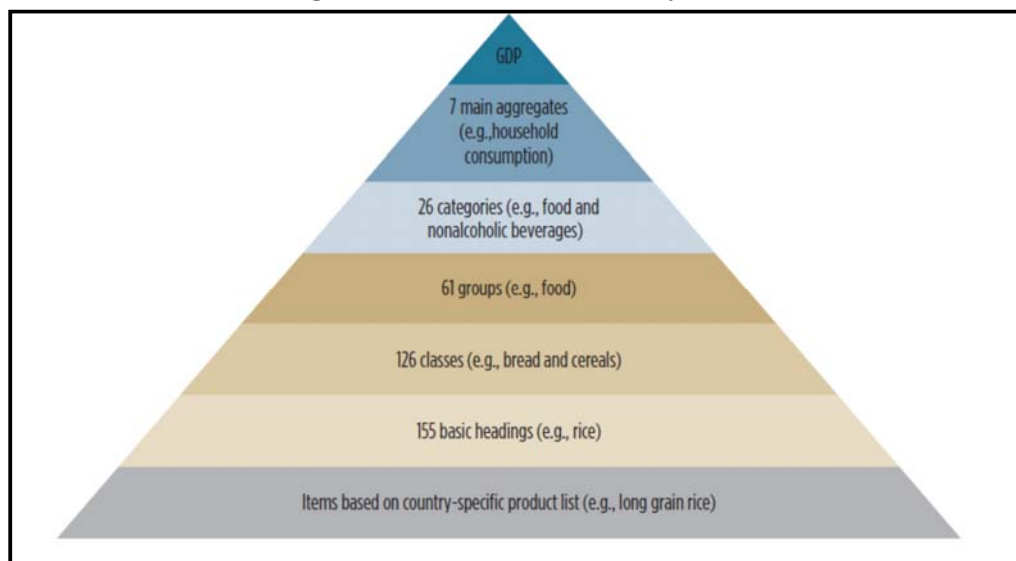 GDP
7 main aggregates
(e.g.,household
consumption)
26 categories (e.g., food and
nonalcoholic beverages)
61 groups (e.g., food)
126 classes (e.g., bread and cereals)
155 basic headings (e.g., rice)
Items based on country-specific product list (e.g., long grain rice)